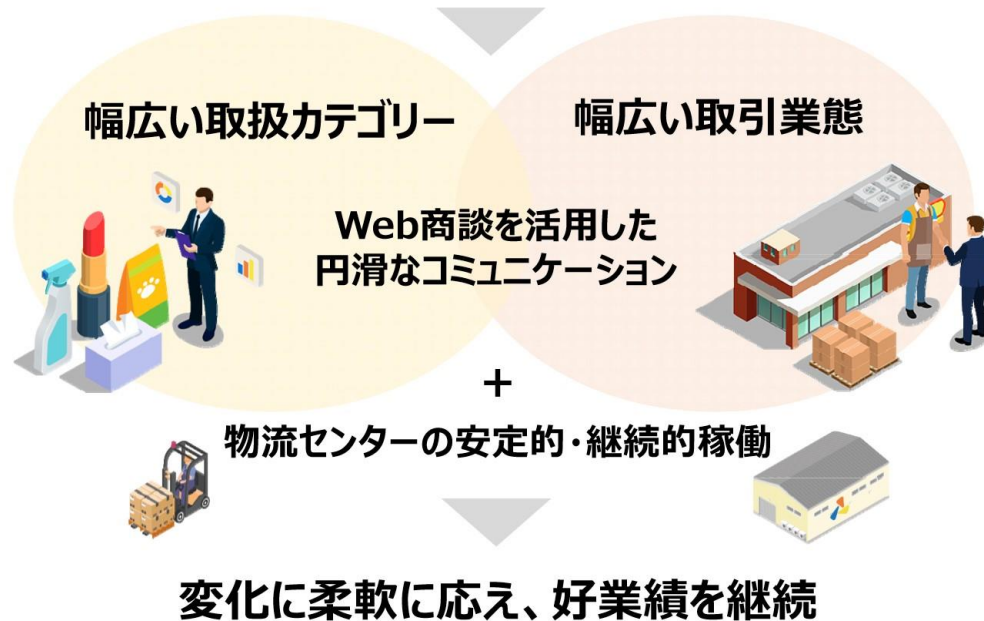 幅広い取扱カテゴリー
幅広い取引業態
Web商談を活用した
円滑なコミュニケーション
+
物流センターの安定的・継続的稼働
変化に柔軟に応え、好業績を継続